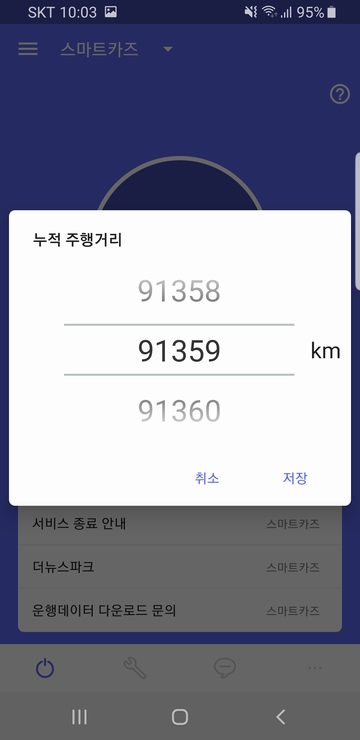 SKT 10:03 95%
스마트카즈
?
누적 주행거리
91358
91359 km
91360
취소 저장
서비스 종료 안내 스마트카즈
더뉴스파크 스마트카즈
운행데이터 다운로드 문의 스마트카즈